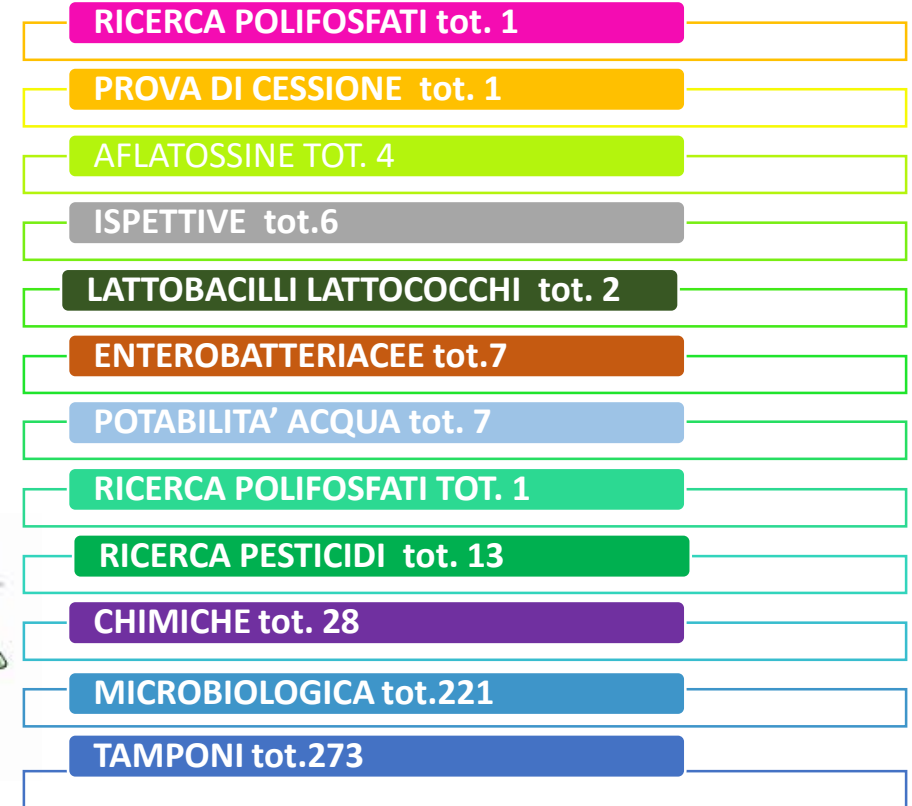 RICERCA POLIFOSFATI tot. 1
PROVA DI CESSIONE tot. 1
AFLATOSSINE TOT. 4
ISPETTIVE tot.6
LATTOBACILLI LATTOCOCCHI tot. 2
ENTEROBATTERIACEE tot.7
POTABILITA’ ACQUA tot. 7
RICERCA POLIFOSFATI TOT. 1
RICERCA PESTICIDI tot. 13
CHIMICHE tot. 28
MICROBIOLOGICA tot.221
TAMPONI tot.273